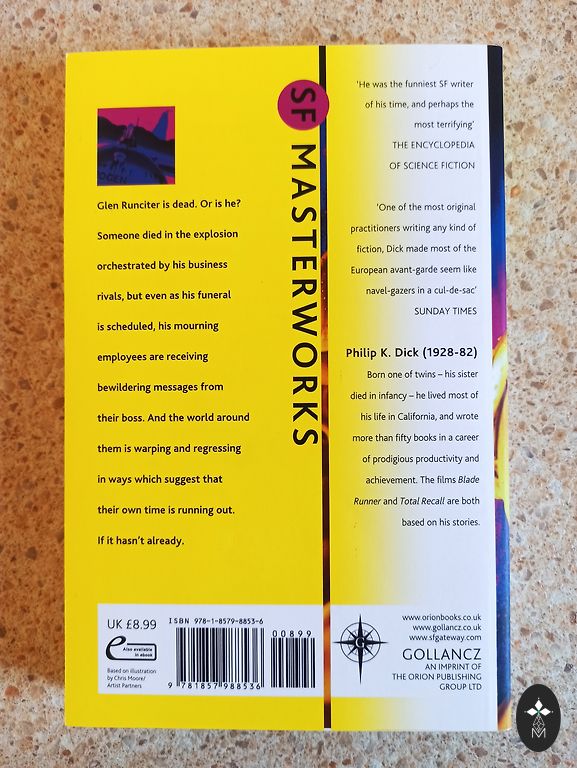 Glen Runciter is dead. Or is he?
Someone died in the explosion
orchestrated by his business
rivals, but even as his funeral
is scheduled, his mourning
employees are receiving
bewildering messages from
their boss. And the world around
them is warping and regressing
in ways which suggest that
their own time is running out.
If it hasn't already.
SF MASTERWORKS
'He was the funniest SF writer
of his time, and perhaps the
most terrifying'
THE ENCYCLOPEDIA
OF SCIENCE FICTION
'One of the most original
practitioners writing any kind of
fiction, Dick made most of the
European avant-garde seem like
navel-gazers in a cul-de-sac'
SUNDAY TIMES
Philip K. Dick (1928-82)
Born one of twins – his sister
died in infancy – he lived most of
his life in California, and wrote
more than fifty books in a career
of prodigious productivity and
achievement. The films Blade
Runner and Total Recall are both
based on his stories.
UK £8.99
e
Also available
in ebook
Based on illustration
by Chris Moore/
Artist Partners
ISBN 978-1-8579-8853-6
00899
9 781857 988536
www.orionbooks.co.uk
www.gollancz.co.uk
www.sfgateway.com
G
GOLLANCZ
AN IMPRINT OF
THE ORION PUBLISHING
GROUP LTD
M